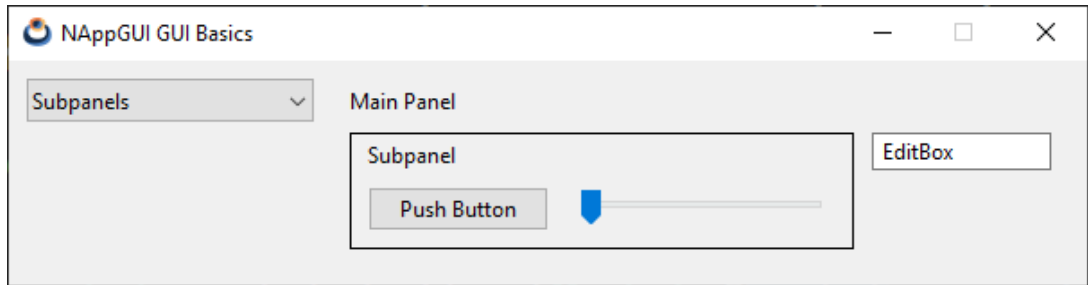 NAppGUI GUI Basics
Subpanels
Main Panel
Subpanel
EditBox
Push Button